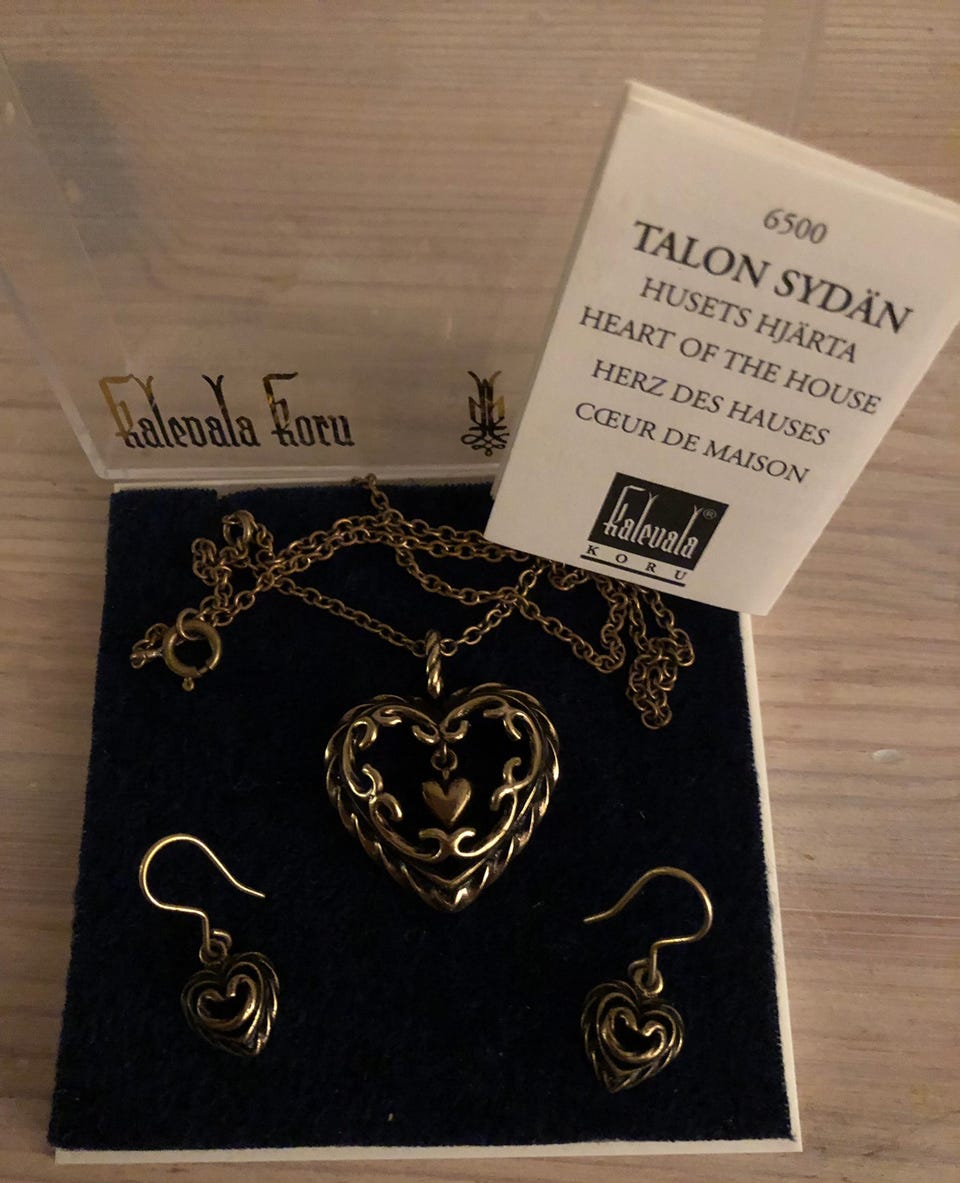 Kalevala Koru
6500
TALON SYDÄN
HUSETS HJÄRTA
HEART OF THE HOUSE
HERZ DES HAUSES
CŒUR DE MAISON
Kalevala®
KORU